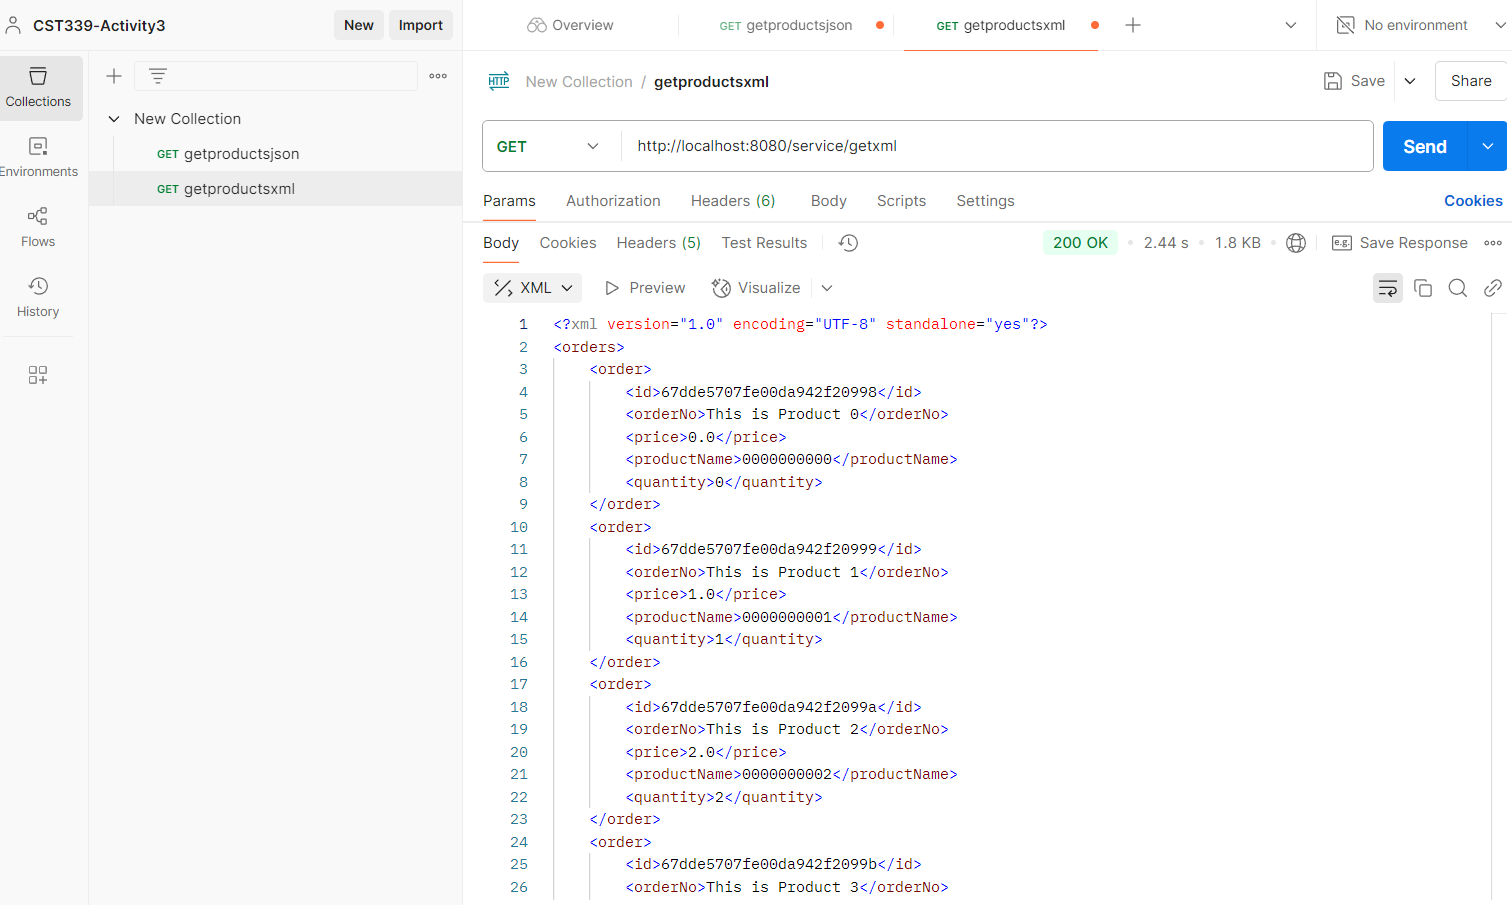 CST339-Activity3
New
Import
Overview
GET getproductsjson
GET getproductsxml
No environment
Collections
Environments
Flows
History
New Collection
GET getproductsjson
GET getproductsxml
HTTP New Collection / getproductsxml
Save
Share
GET
http://localhost:8080/service/getxml
Send
Params Authorization Headers (6) Body Scripts Settings
Cookies
Body Cookies Headers (5) Test Results
200 OK • 2.44 s • 1.8 KB
e.g. Save Response
XML
Preview
Visualize
1 <?xml version="1.0" encoding="UTF-8" standalone="yes"?>
2 <orders>
3 <order>
4 <id>67dde5707fe00da942f20998</id>
5 <orderNo>This is Product 0</orderNo>
6 <price>0.0</price>
7 <productName>0000000000</productName>
8 <quantity>0</quantity>
9 </order>
10 <order>
11 <id>67dde5707fe00da942f20999</id>
12 <orderNo>This is Product 1</orderNo>
13 <price>1.0</price>
14 <productName>0000000001</productName>
15 <quantity>1</quantity>
16 </order>
17 <order>
18 <id>67dde5707fe00da942f2099a</id>
19 <orderNo>This is Product 2</orderNo>
20 <price>2.0</price>
21 <productName>0000000002</productName>
22 <quantity>2</quantity>
23 </order>
24 <order>
25 <id>67dde5707fe00da942f2099b</id>
26 <orderNo>This is Product 3</orderNo>